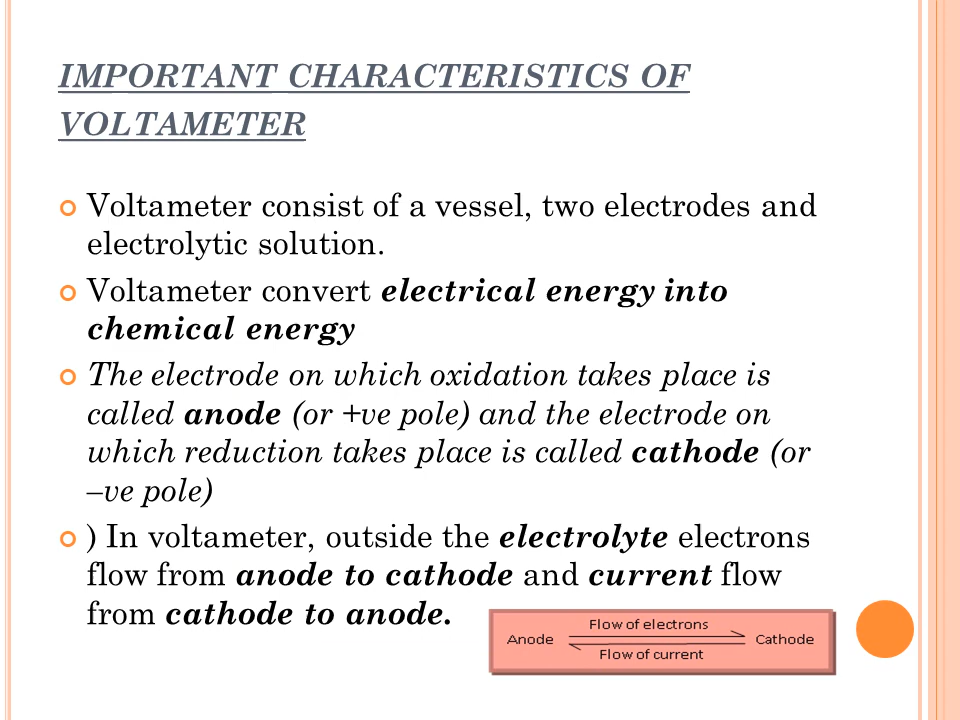 IMPORTANT CHARACTERISTICS OF
VOLTAMETER
Voltameter consist of a vessel, two electrodes and
electrolytic solution.
Voltameter convert electrical energy into
chemical energy
The electrode on which oxidation takes place is
called anode (or +ve pole) and the electrode on
which reduction takes place is called cathode (or
–ve pole)
) In voltameter, outside the electrolyte electrons
flow from anode to cathode and current flow
from cathode to anode.
Flow of electrons
Anode Cathode
Flow of current